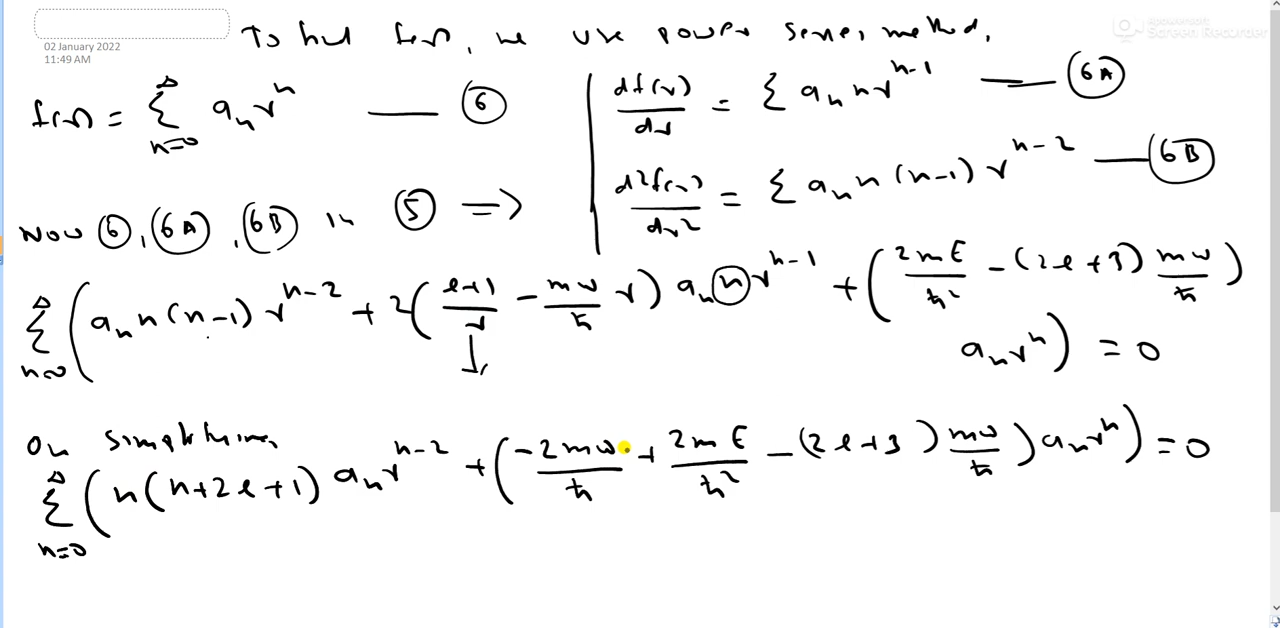 02 January 2022
11:49 AM
Apowersoft
Screen Recorder
To find f(r), we use power series method.
f(r) = Σ_{n=0}^{∞} a_n r^n —— (6)
df(r)/dr = Σ a_n n r^{n-1} —— (6A)
d²f(r)/dr² = Σ a_n n(n-1) r^{n-2} —— (6B)
Now (6), (6A), (6B) in (5) =>
Σ_{n=0}^{∞} ( a_n n(n-1) r^{n-2} + 2( (l+1)/r - mω/ħ r ) a_n n r^{n-1} + ( 2mE/ħ² - (2l+3) mω/ħ )
a_n r^n ) = 0
On simplifying
Σ_{n=0}^{∞} ( n(n+2l+1) a_n r^{n-2} + ( -2mω/ħ + 2mE/ħ² - (2l+3) mω/ħ ) a_n r^n ) = 0